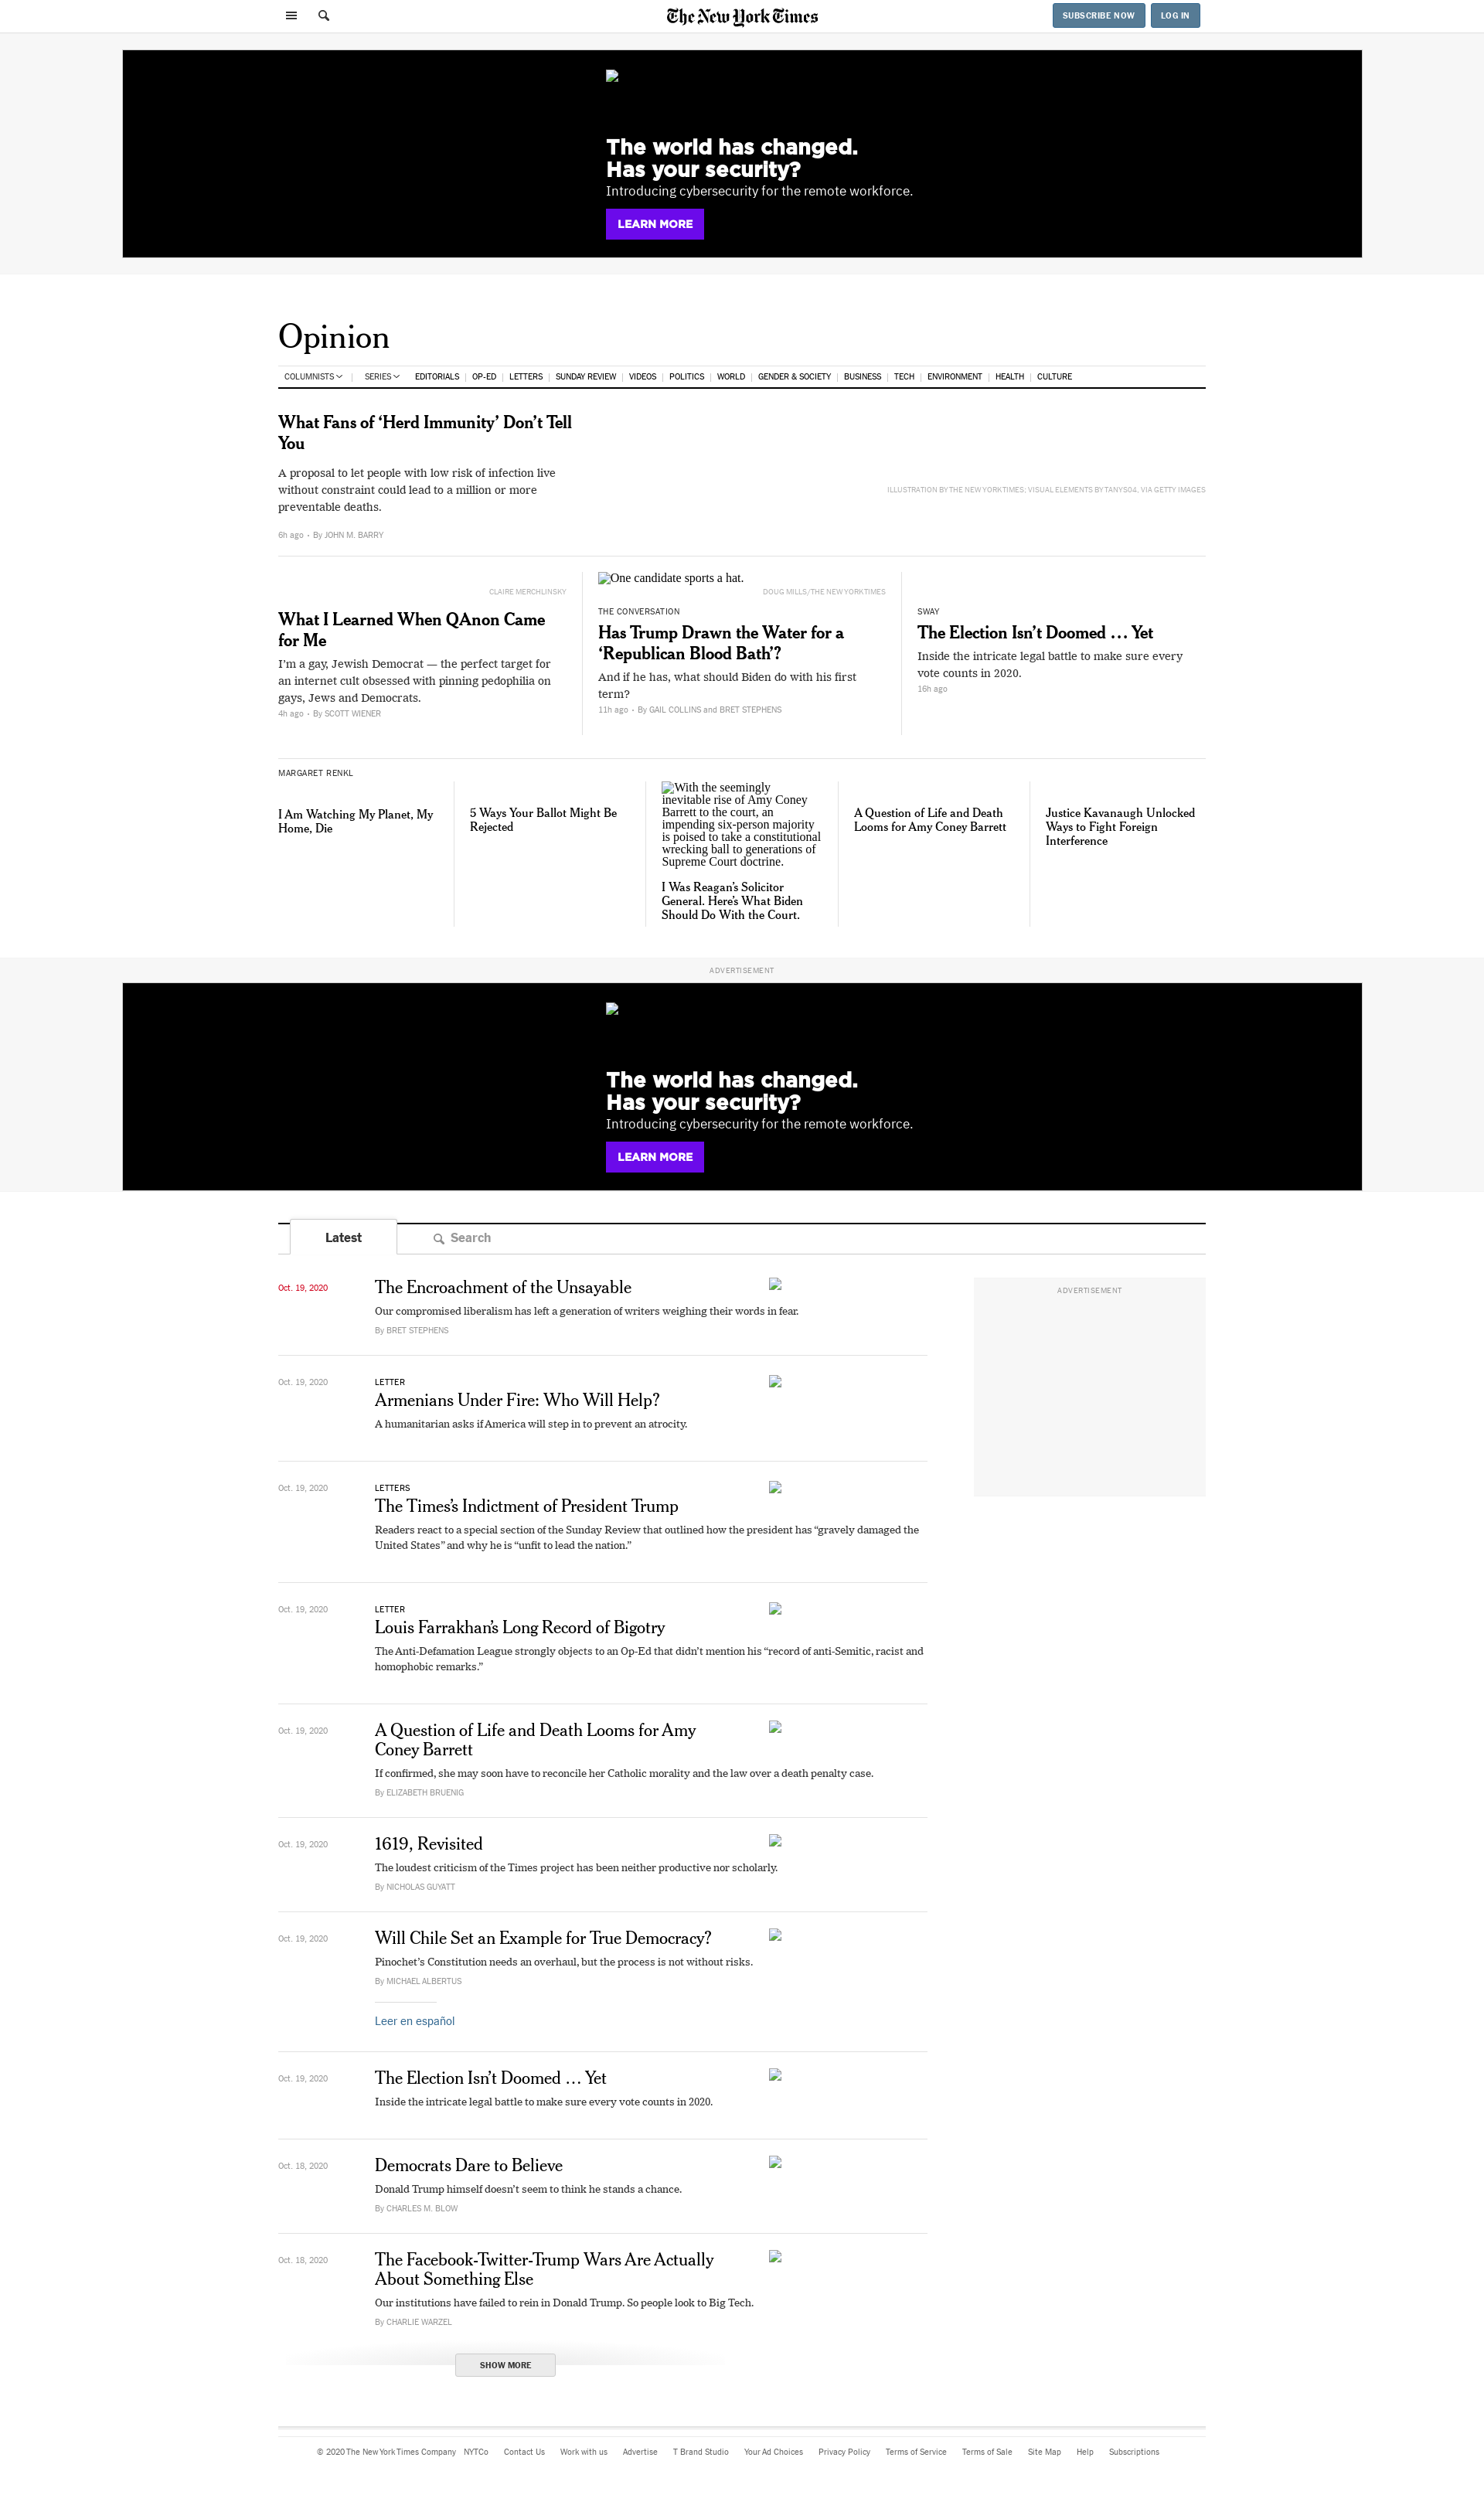 The New York Times
SUBSCRIBE NOW
LOG IN
The world has changed.
Has your security?
Introducing cybersecurity for the remote workforce.
LEARN MORE
Opinion
COLUMNISTS
SERIES
EDITORIALS
OP-ED
LETTERS
SUNDAY REVIEW
VIDEOS
POLITICS
WORLD
GENDER & SOCIETY
BUSINESS
TECH
ENVIRONMENT
HEALTH
CULTURE
What Fans of ‘Herd Immunity’ Don’t Tell
You
A proposal to let people with low risk of infection live
without constraint could lead to a million or more
preventable deaths.
6h ago • By JOHN M. BARRY
ILLUSTRATION BY THE NEW YORK TIMES; VISUAL ELEMENTS BY TANYS04, VIA GETTY IMAGES
CLAIRE MERCHLINSKY
What I Learned When QAnon Came
for Me
I’m a gay, Jewish Democrat — the perfect target for
an internet cult obsessed with pinning pedophilia on
gays, Jews and Democrats.
4h ago • By SCOTT WIENER
One candidate sports a hat.
DOUG MILLS/THE NEW YORK TIMES
THE CONVERSATION
Has Trump Drawn the Water for a
‘Republican Blood Bath’?
And if he has, what should Biden do with his first
term?
11h ago • By GAIL COLLINS and BRET STEPHENS
SWAY
The Election Isn’t Doomed … Yet
Inside the intricate legal battle to make sure every
vote counts in 2020.
16h ago
MARGARET RENKL
I Am Watching My Planet, My
Home, Die
5 Ways Your Ballot Might Be
Rejected
With the seemingly
inevitable rise of Amy Coney
Barrett to the court, an
impending six-person majority
is poised to take a constitutional
wrecking ball to generations of
Supreme Court doctrine.
I Was Reagan’s Solicitor
General. Here’s What Biden
Should Do With the Court.
A Question of Life and Death
Looms for Amy Coney Barrett
Justice Kavanaugh Unlocked
Ways to Fight Foreign
Interference
ADVERTISEMENT
The world has changed.
Has your security?
Introducing cybersecurity for the remote workforce.
LEARN MORE
Latest
Search
ADVERTISEMENT
Oct. 19, 2020
The Encroachment of the Unsayable
Our compromised liberalism has left a generation of writers weighing their words in fear.
By BRET STEPHENS
Oct. 19, 2020
LETTER
Armenians Under Fire: Who Will Help?
A humanitarian asks if America will step in to prevent an atrocity.
Oct. 19, 2020
LETTERS
The Times’s Indictment of President Trump
Readers react to a special section of the Sunday Review that outlined how the president has “gravely damaged the
United States” and why he is “unfit to lead the nation.”
Oct. 19, 2020
LETTER
Louis Farrakhan’s Long Record of Bigotry
The Anti-Defamation League strongly objects to an Op-Ed that didn’t mention his “record of anti-Semitic, racist and
homophobic remarks.”
Oct. 19, 2020
A Question of Life and Death Looms for Amy
Coney Barrett
If confirmed, she may soon have to reconcile her Catholic morality and the law over a death penalty case.
By ELIZABETH BRUENIG
Oct. 19, 2020
1619, Revisited
The loudest criticism of the Times project has been neither productive nor scholarly.
By NICHOLAS GUYATT
Oct. 19, 2020
Will Chile Set an Example for True Democracy?
Pinochet’s Constitution needs an overhaul, but the process is not without risks.
By MICHAEL ALBERTUS
Leer en español
Oct. 19, 2020
The Election Isn’t Doomed … Yet
Inside the intricate legal battle to make sure every vote counts in 2020.
Oct. 18, 2020
Democrats Dare to Believe
Donald Trump himself doesn’t seem to think he stands a chance.
By CHARLES M. BLOW
Oct. 18, 2020
The Facebook-Twitter-Trump Wars Are Actually
About Something Else
Our institutions have failed to rein in Donald Trump. So people look to Big Tech.
By CHARLIE WARZEL
SHOW MORE
© 2020 The New York Times Company
NYTCo
Contact Us
Work with us
Advertise
T Brand Studio
Your Ad Choices
Privacy Policy
Terms of Service
Terms of Sale
Site Map
Help
Subscriptions